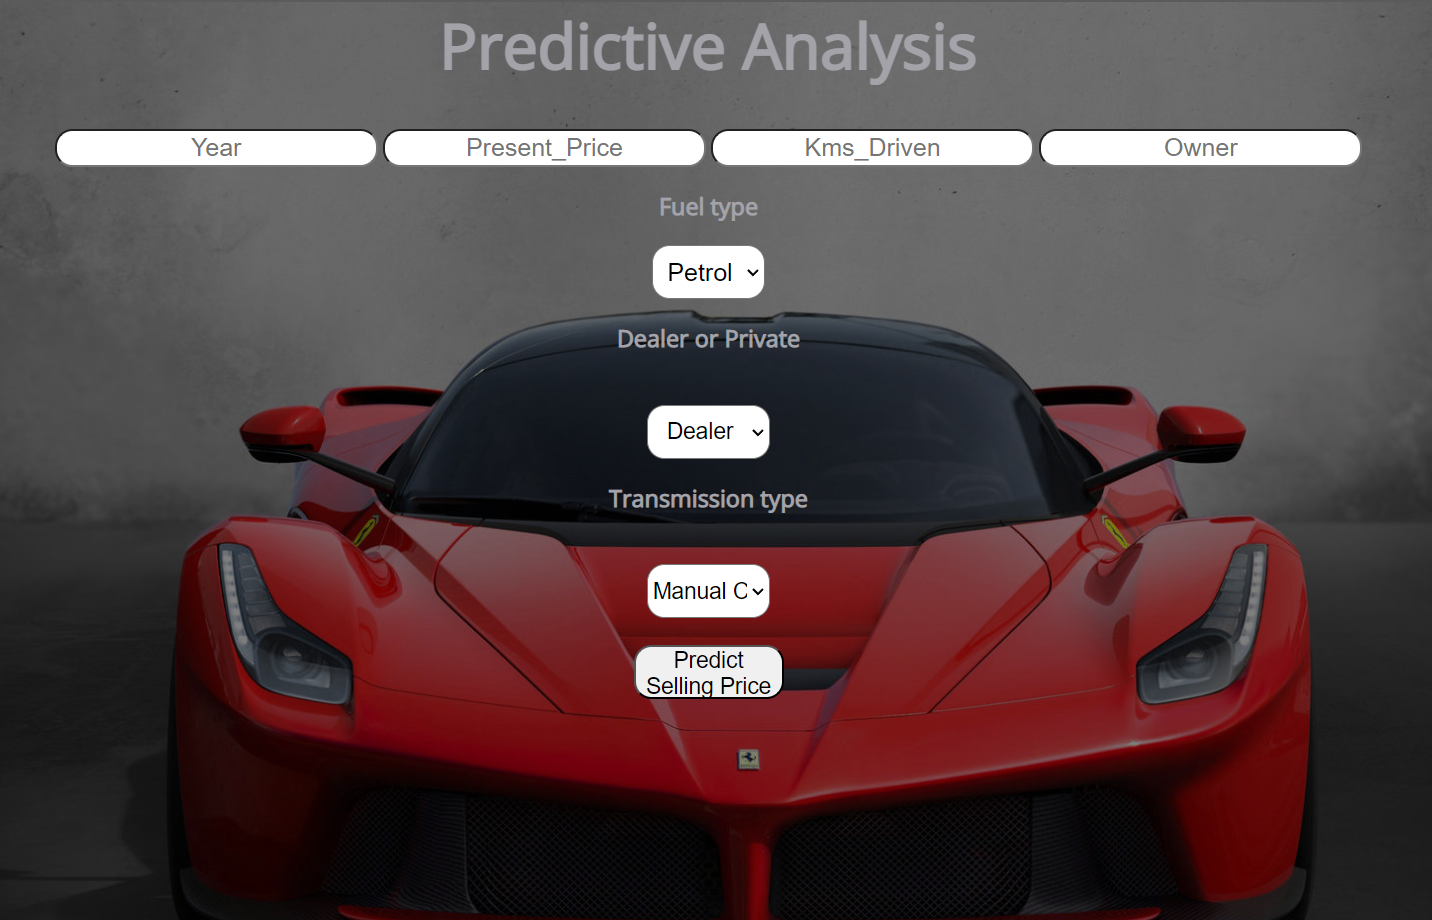 Predictive Analysis
Year Present_Price Kms_Driven Owner
Fuel type
Petrol
Dealer or Private
Dealer
Transmission type
Manual C
Predict
Selling Price